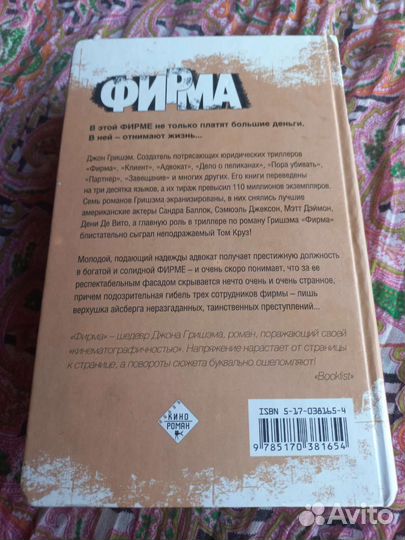 ФИРМА
В этой ФИРМЕ не только платят большие деньги.
В ней – отнимают жизнь...
Джон Гришэм. Создатель потрясающих юридических триллеров
«Фирма», «Клиент», «Адвокат», «Дело о пеликанах», «Пора убивать»,
«Партнер», «Завещание» и многих других. Его книги переведены
на три десятка языка, а их тираж превысил 110 миллионов экземпляров.
Семь романов Гришэма экранизированы, в них снялись лучшие
американские актеры Сандра Баллок, Сэмюэль Джексон, Мэтт Дэймон,
Дени Де Вито, а главную роль в триллере по роману Гришэма «Фирма»
блистательно сыграл неподражаемый Том Круз!
Молодой, подающий надежды адвокат получает престижную должность
в богатой и солидной ФИРМЕ – и очень скоро понимает, что за ее
респектабельным фасадом скрывается нечто очень и очень странное,
причем подозрительная гибель трех сотрудников фирмы – лишь
верхушка айсберга неразгаданных, таинственных преступлений...
«Фирма» – шедевр Джона Гришэма, роман, поражающий своей
«кинематографичностью». Напряжение нарастает от страницы
к странице, а повороты сюжета буквально ошеломляют!
«Booklist»
КИНО
РОМАН
ISBN 5-17-038165-4
9 785170 381654
Avito